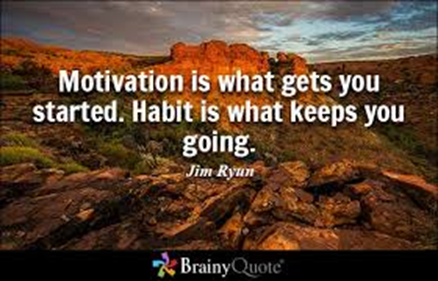 Motivation is what gets you
started. Habit is what keeps you
going.
Jim Ryun
BrainyQuote®